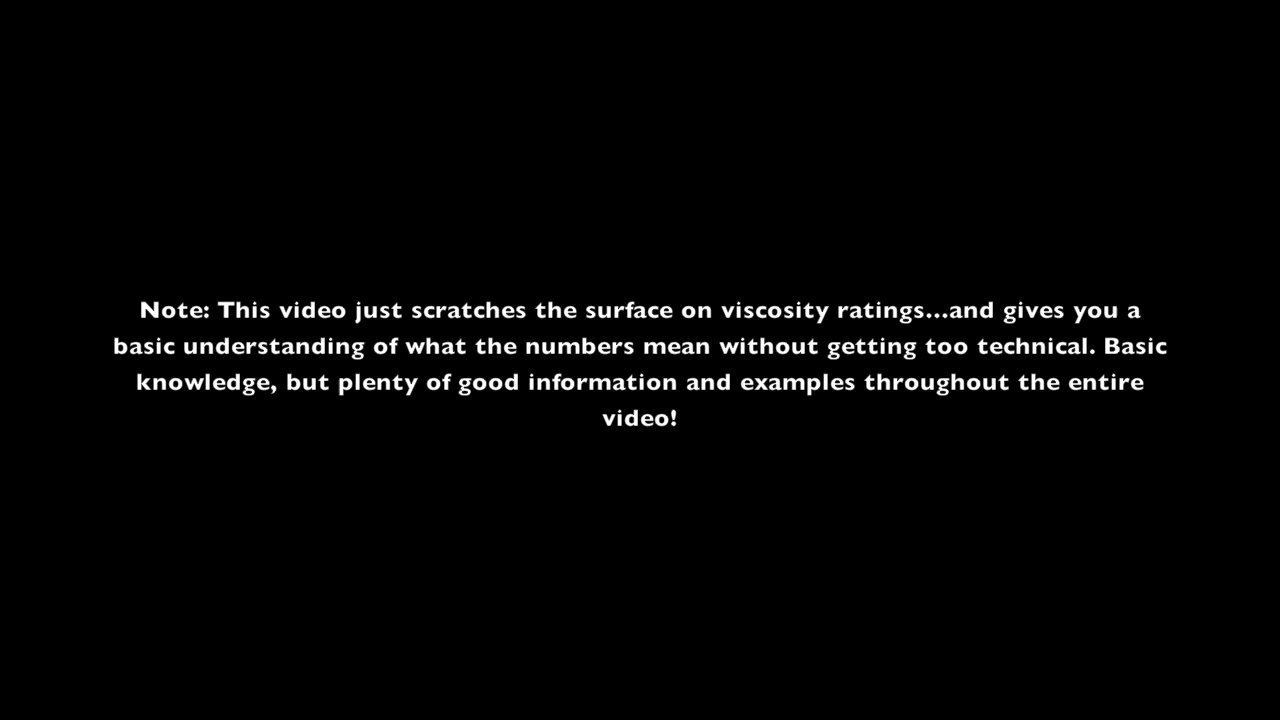 Note: This video just scratches the surface on viscosity ratings...and gives you a
basic understanding of what the numbers mean without getting too technical. Basic
knowledge, but plenty of good information and examples throughout the entire
video!